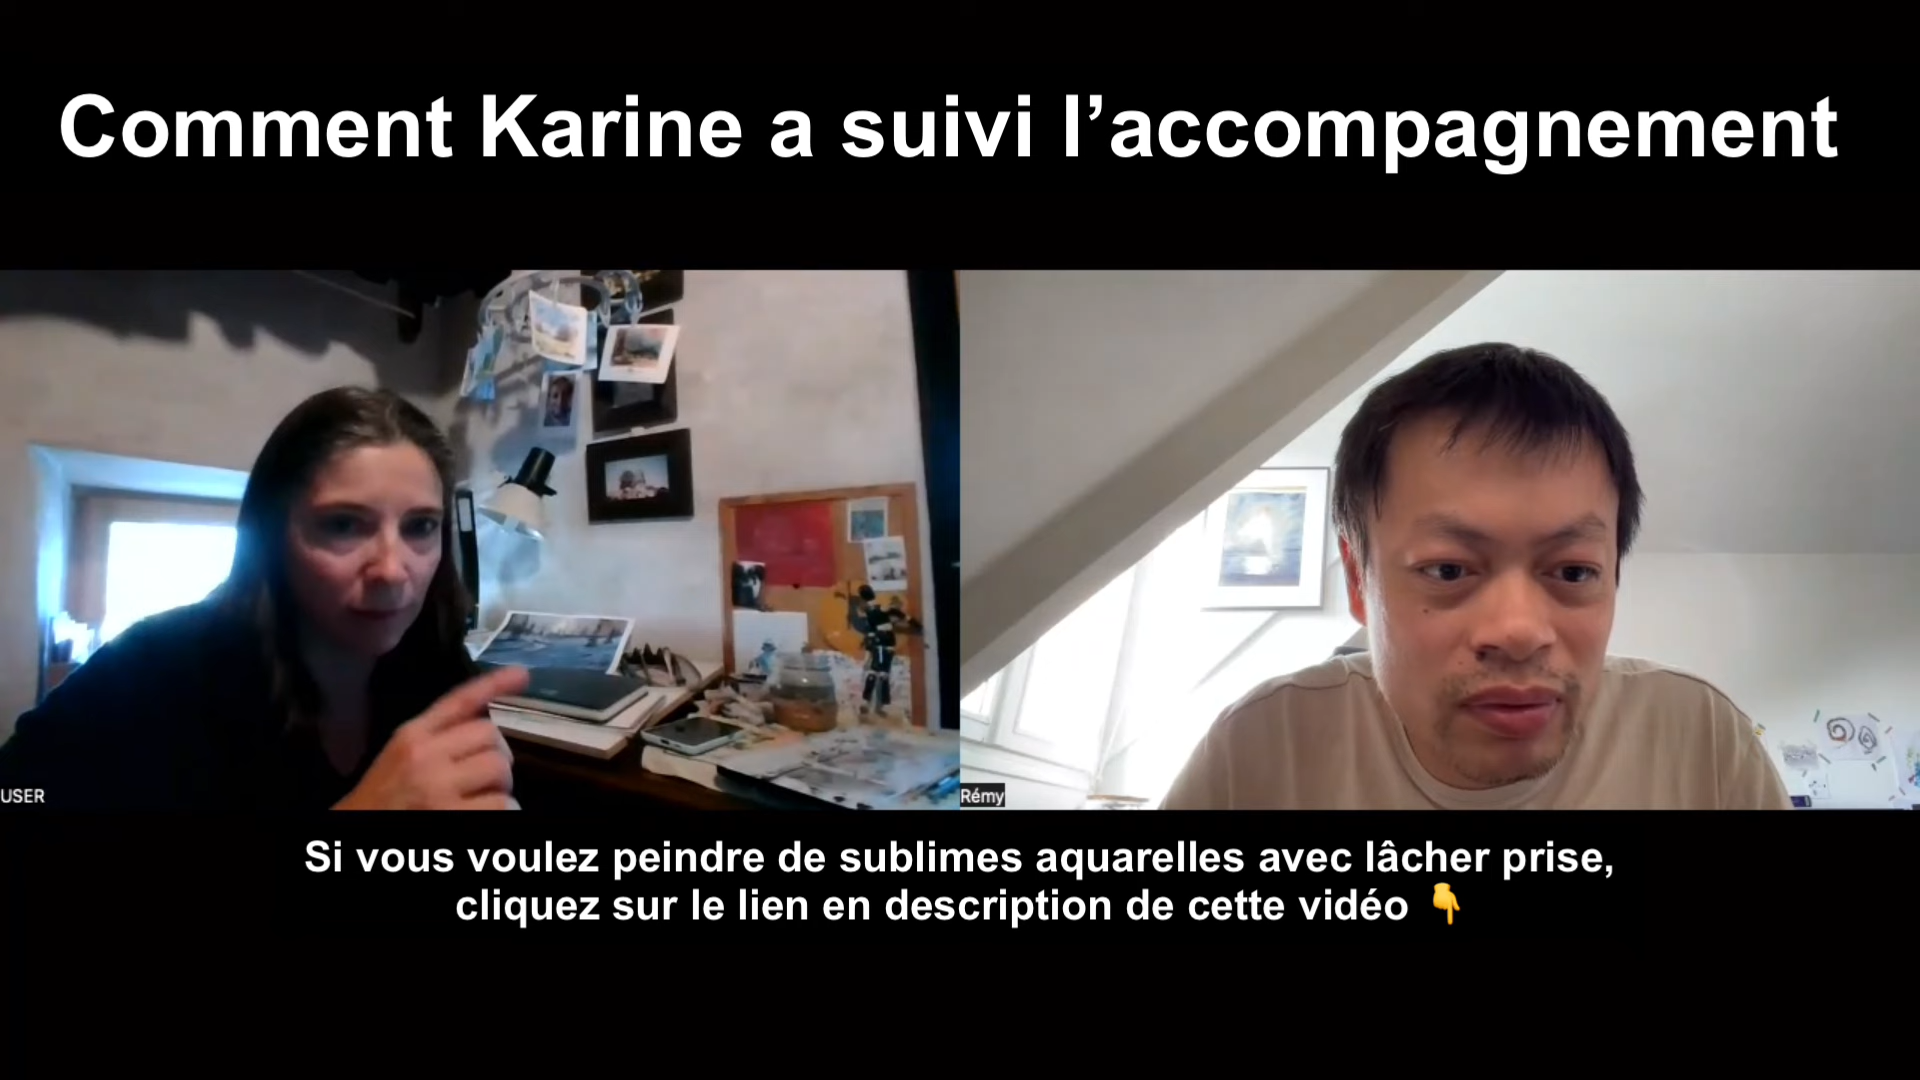 Comment Karine a suivi l’accompagnement
USER
Rémy
Si vous voulez peindre de sublimes aquarelles avec lâcher prise,
cliquez sur le lien en description de cette vidéo 👇